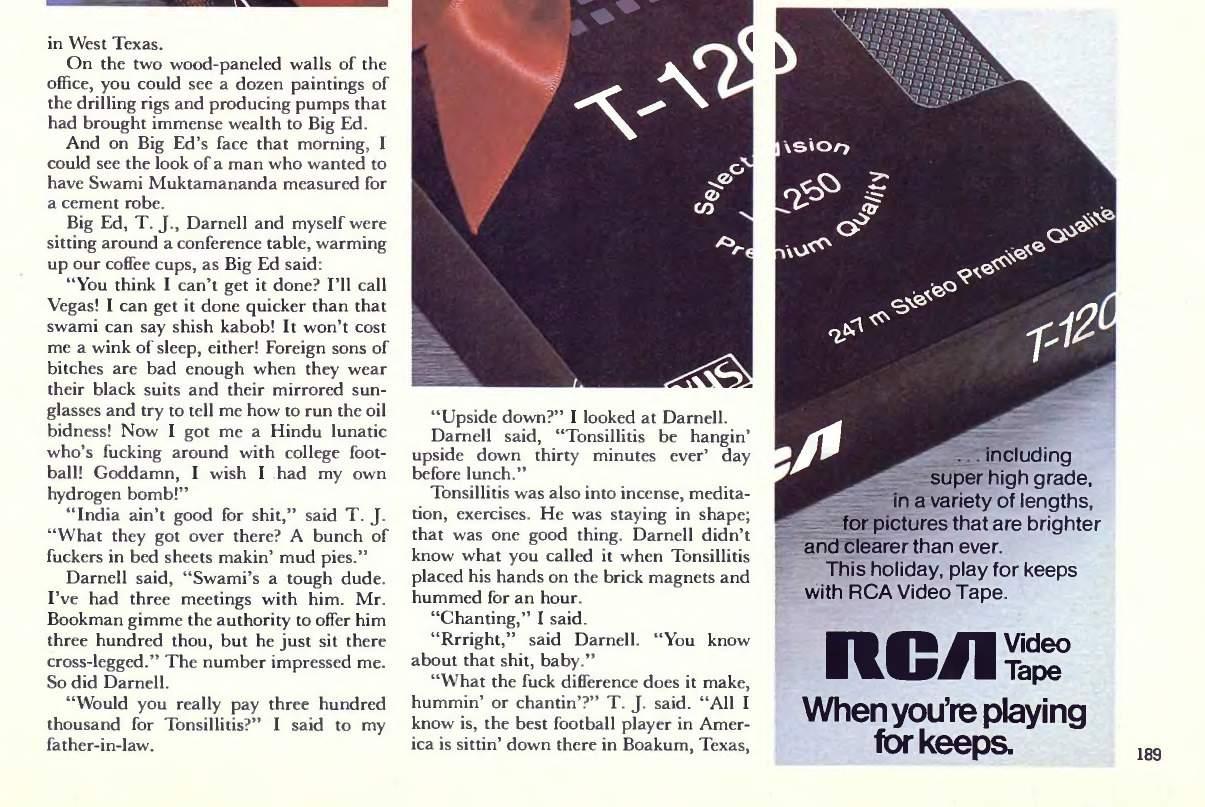 in West Texas.
On the two wood-paneled walls of the
office, you could see a dozen paintings of
the drilling rigs and producing pumps that
had brought immense wealth to Big Ed.
And on Big Ed's face that morning, I
could see the look of a man who wanted to
have Swami Muktamananda measured for
a cement robe.
Big Ed, T. J., Darnell and myself were
sitting around a conference table, warming
up our coffee cups, as Big Ed said:
"You think I can't get it done? I'll call
Vegas! I can get it done quicker than that
swami can say shish kabob! It won't cost
me a wink of sleep, either! Foreign sons of
bitches are bad enough when they wear
their black suits and their mirrored sun-
glasses and try to tell me how to run the oil
bidness! Now I got me a Hindu lunatic
who's fucking around with college foot-
ball! Goddamn, I wish I had my own
hydrogen bomb!"
"India ain't good for shit," said T. J.
"What they got over there? A bunch of
fuckers in bed sheets makin' mud pies."
Darnell said, "Swami's a tough dude.
I've had three meetings with him. Mr.
Bookman gimme the authority to offer him
three hundred thou, but he just sit there
cross-legged." The number impressed me.
So did Darnell.
"Would you really pay three hundred
thousand for Tonsillitis?" I said to my
father-in-law.
"Upside down?" I looked at Darnell.
Darnell said, "Tonsillitis be hangin'
upside down thirty minutes ever' day
before lunch."
Tonsillitis was also into incense, medita-
tion, exercises. He was staying in shape;
that was one good thing. Darnell didn't
know what you called it when Tonsillitis
placed his hands on the brick magnets and
hummed for an hour.
"Chanting," I said.
"Rrright," said Darnell. "You know
about that shit, baby."
"What the fuck difference does it make,
hummin' or chantin'?" T. J. said. "All I
know is, the best football player in Amer-
ica is sittin' down there in Boakum, Texas,
T-120
SelectaVision
250
Premium Quality
247 m Stéréo Première Qualité
T-120
VHS
RCA
. . . including
super high grade,
in a variety of lengths,
for pictures that are brighter
and clearer than ever.
This holiday, play for keeps
with RCA Video Tape.
RCA Video
Tape
When you're playing
for keeps.
189